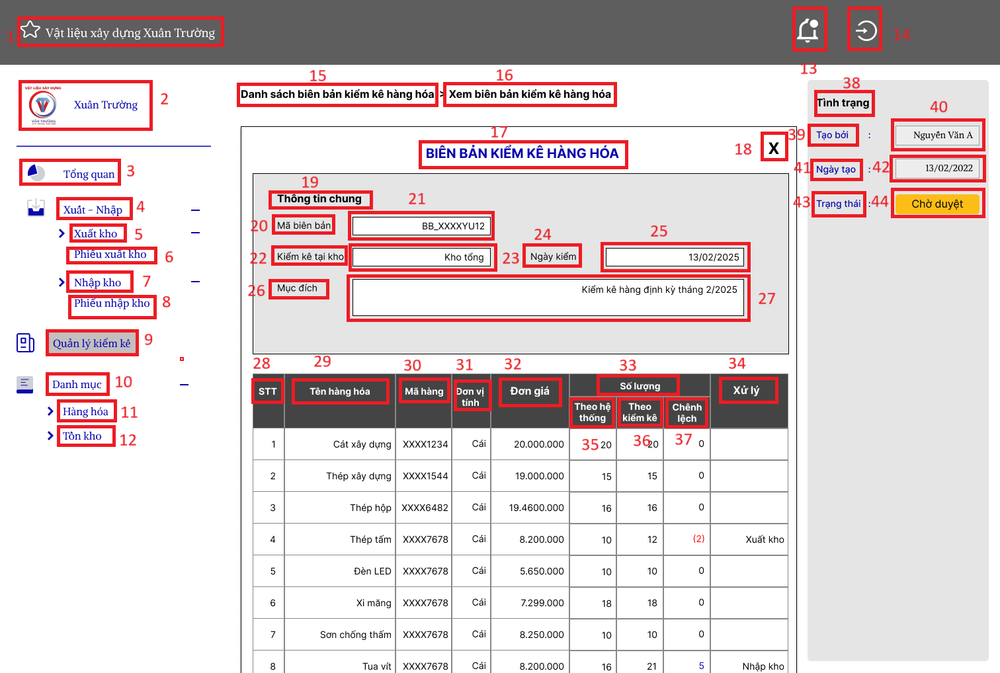 1 Vật liệu xây dựng Xuân Trường
13
14
VẬT LIỆU XÂY DỰNG
VÂN TRƯỜNG
Xuân Trường 2
Tổng quan 3
Xuất - Nhập 4
Xuất kho 5
Phiếu xuất kho 6
Nhập kho 7
Phiếu nhập kho 8
Quản lý kiểm kê 9
Danh mục 10
Hàng hóa 11
Tồn kho 12
15 16
Danh sách biên bản kiểm kê hàng hóa > Xem biên bản kiểm kê hàng hóa
17
BIÊN BẢN KIỂM KÊ HÀNG HÓA
18 X
19
Thông tin chung
21
20 Mã biên bản BB_XXXXYU12
24 25
22 Kiểm kê tại kho Kho tổng 23 Ngày kiểm 13/02/2025
26 Mục đích Kiểm kê hàng định kỳ tháng 2/2025 27
28 29 30 31 32 33 34
STT Tên hàng hóa Mã hàng Đơn vị tính Đơn giá Số lượng Xử lý
Theo hệ thống Theo kiểm kê Chênh lệch
35 36 37
1 Cát xây dựng XXXX1234 Cái 20.000.000 20 20 0
2 Thép xây dựng XXXX1544 Cái 19.000.000 15 15 0
3 Thép hộp XXXX6482 Cái 19.4600.000 16 16 0
4 Thép tấm XXXX7678 Cái 8.200.000 10 12 (2) Xuất kho
5 Đèn LED XXXX7678 Cái 5.650.000 10 10 0
6 Xi măng XXXX7678 Cái 7.299.000 18 18 0
7 Sơn chống thấm XXXX7678 Cái 8.250.000 10 10 0
8 Tua vít XXXX7678 Cái 8.200.000 16 21 5 Nhập kho
38
Tình trạng
40
39 Tạo bởi : Nguyễn Văn A
41 Ngày tạo : 42 13/02/2022
43 Trạng thái : 44 Chờ duyệt